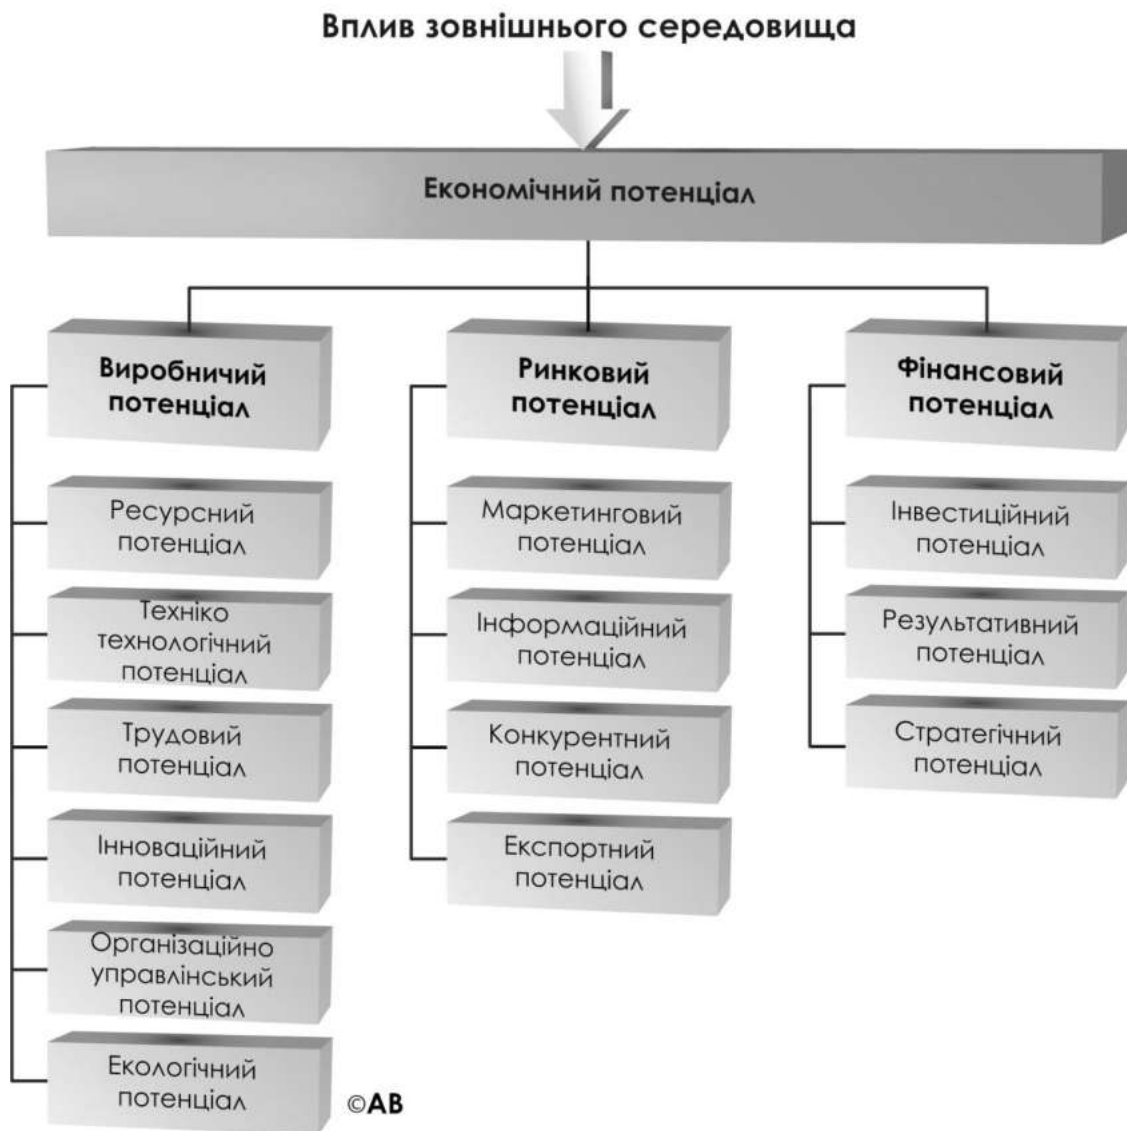 Вплив зовнішнього середовища
Економічний потенціал
Виробничий
потенціал
Ресурсний
потенціал
Техніко
технологічний
потенціал
Трудовий
потенціал
Інноваційний
потенціал
Організаційно
управлінський
потенціал
Екологічний
потенціал
Ринковий
потенціал
Маркетинговий
потенціал
Інформаційний
потенціал
Конкурентний
потенціал
Експортний
потенціал
Фінансовий
потенціал
Інвестиційний
потенціал
Результативний
потенціал
Стратегічний
потенціал
©АВ